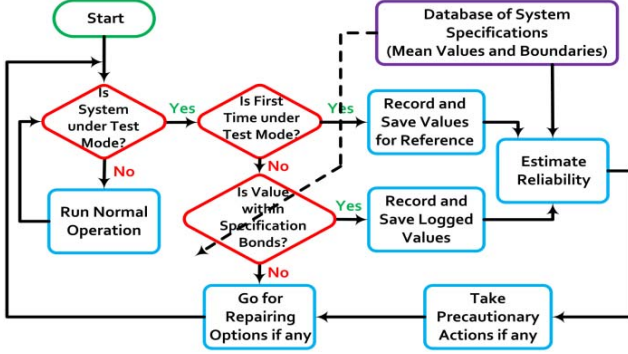 Start
Database of System
Specifications
(Mean Values and Boundaries)
Is
System
under Test
Mode?
Yes
Is First
Time under
Test Mode?
Yes
Record and
Save Values
for Reference
Estimate
Reliability
No
No
Run Normal
Operation
Is Value
within
Specification
Bonds?
Yes
Record and
Save Logged
Values
No
Go for
Repairing
Options if any
Take
Precautionary
Actions if any